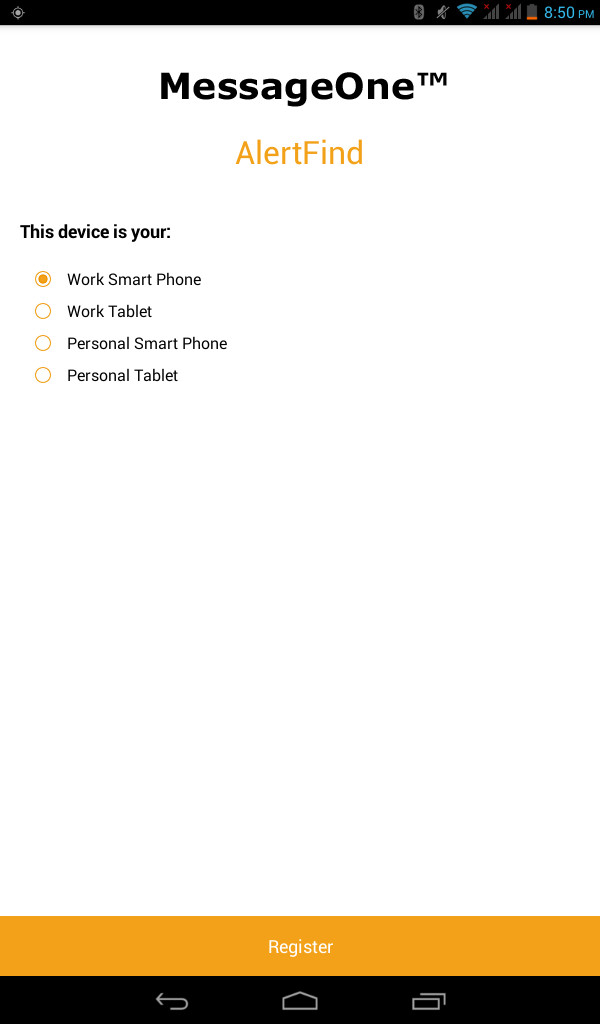 8:50 PM
MessageOne™
AlertFind
This device is your:
Work Smart Phone
Work Tablet
Personal Smart Phone
Personal Tablet
Register